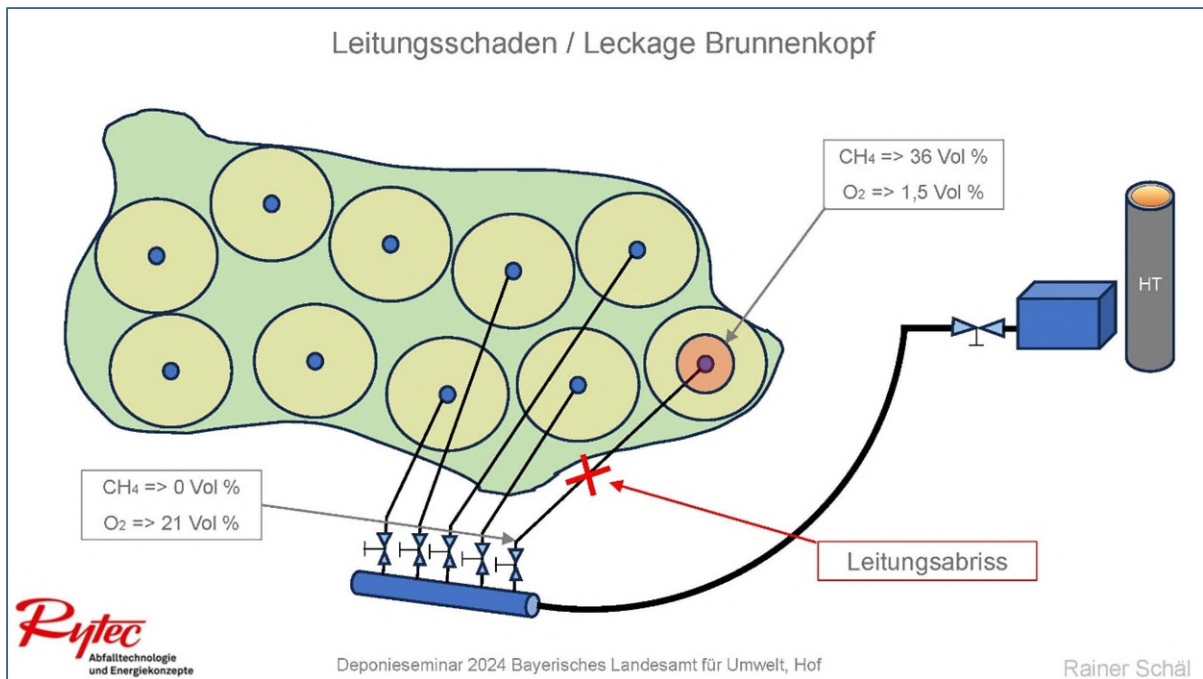 Leitungsschaden / Leckage Brunnenkopf
CH₄ => 36 Vol %
O₂ => 1,5 Vol %
HT
CH₄ => 0 Vol %
O₂ => 21 Vol %
Leitungsabriss
Rytec
Abfalltechnologie
und Energiekonzepte
Deponieseminar 2024 Bayerisches Landesamt für Umwelt, Hof
Rainer Schäl